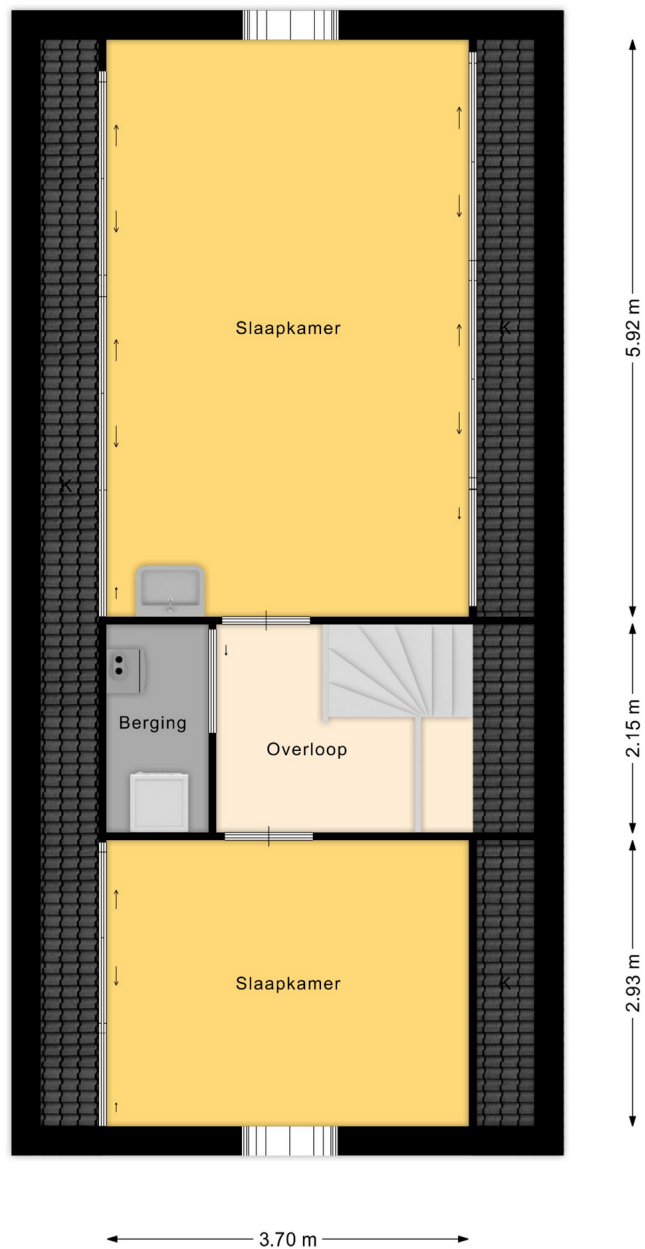 Slaapkamer
K
5.92 m
K
Berging
Overloop
2.15 m
Slaapkamer
K
2.93 m
3.70 m